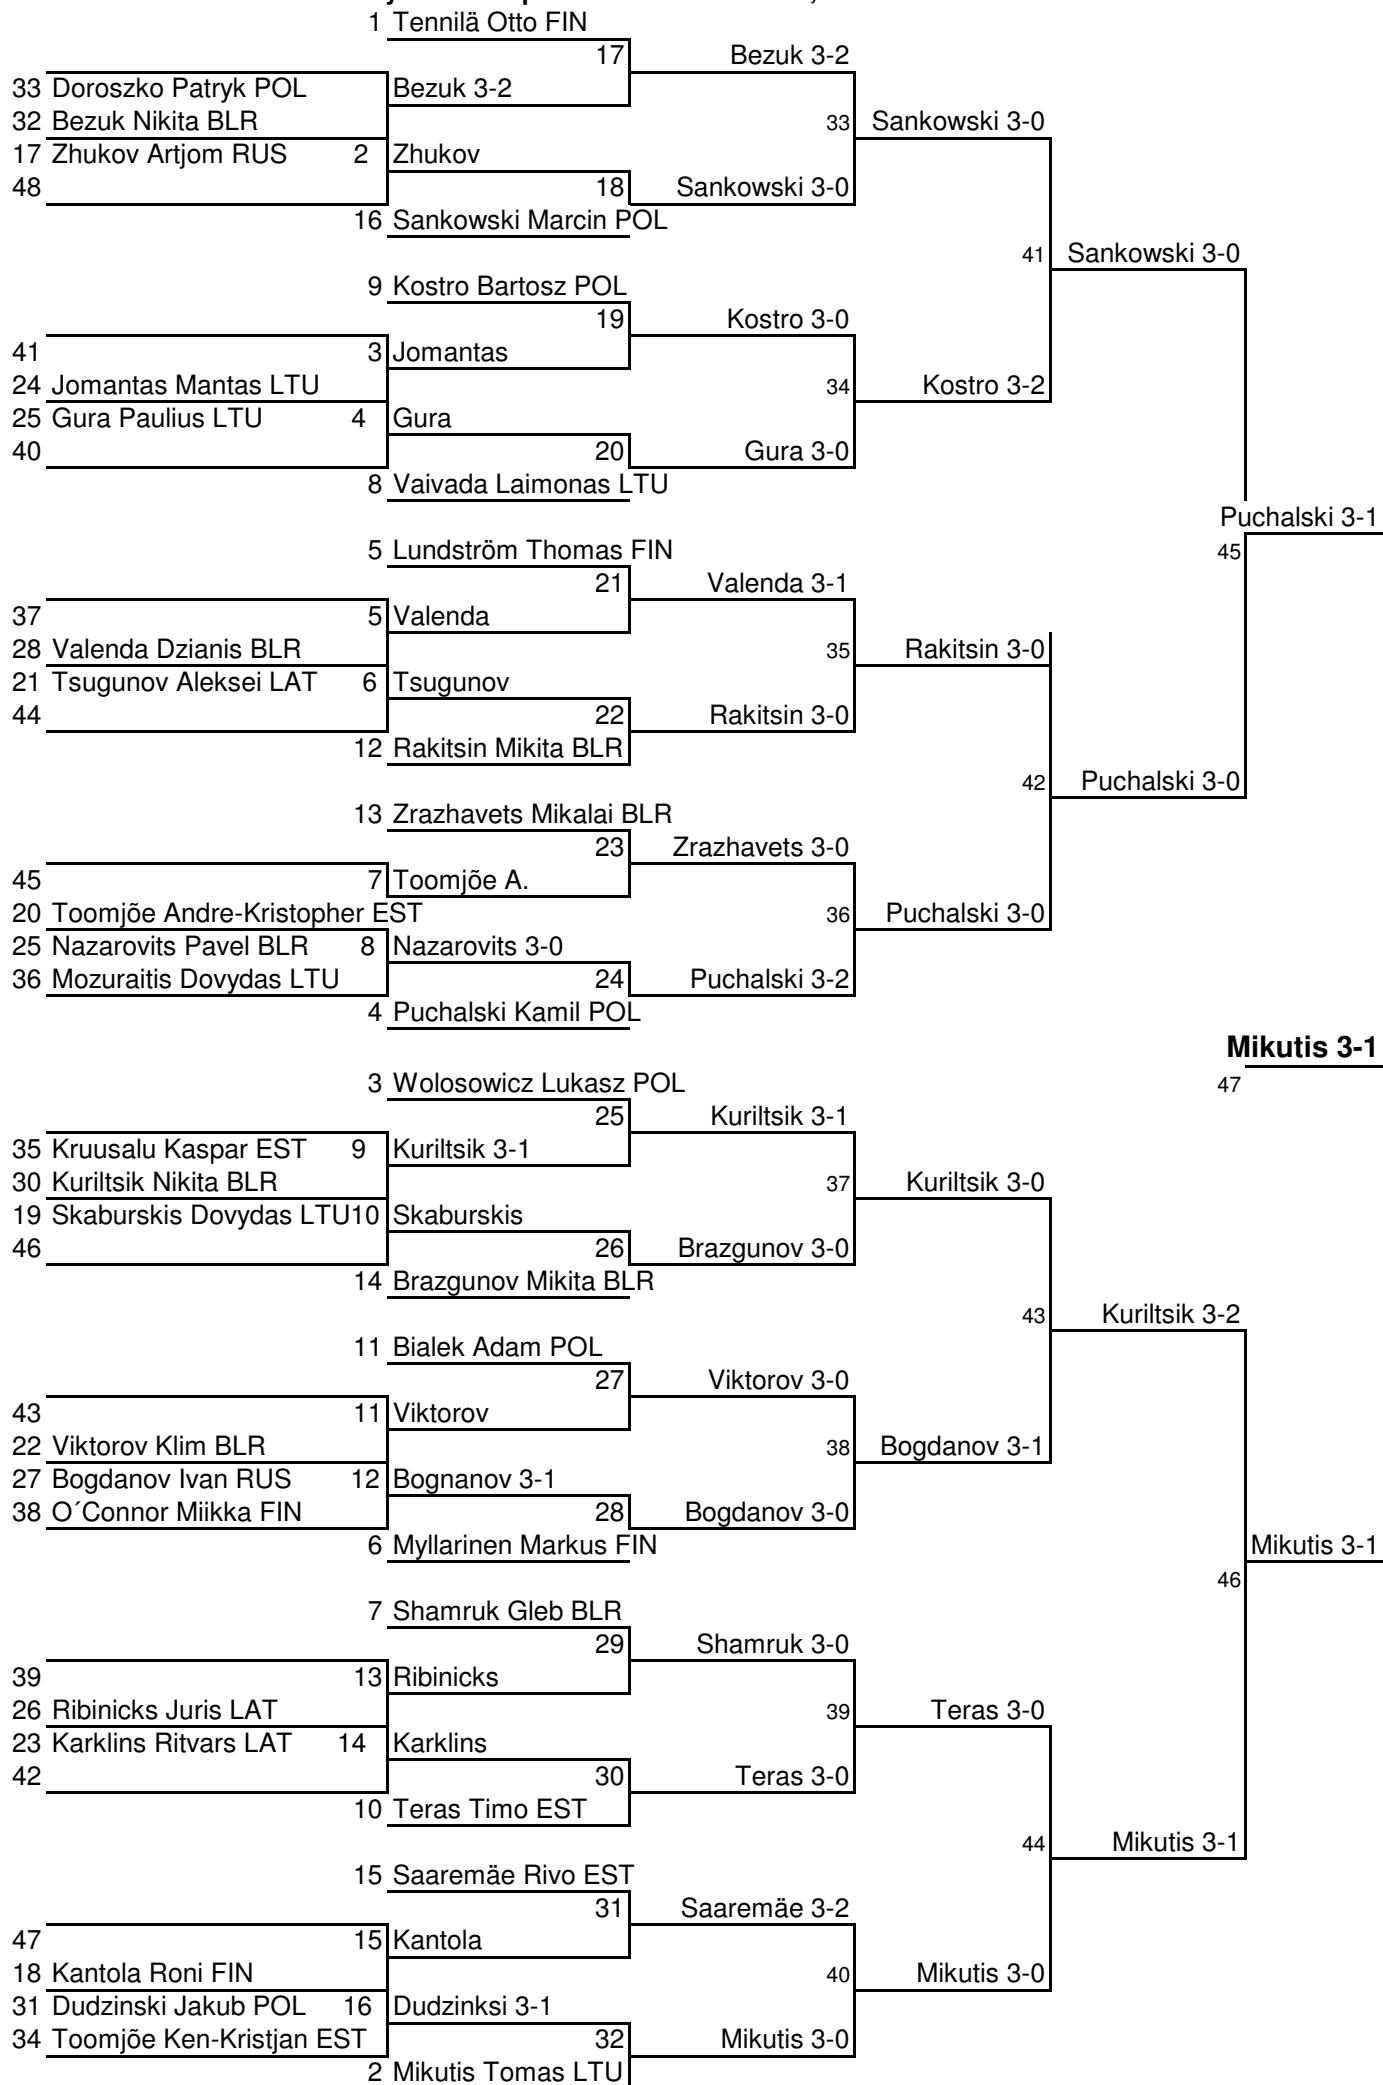 1 Tennilä Otto FIN
17 Bezuk 3-2
33 Doroszko Patryk POL Bezuk 3-2
32 Bezuk Nikita BLR 33 Sankowski 3-0
17 Zhukov Artjom RUS 2 Zhukov
48 18 Sankowski 3-0
16 Sankowski Marcin POL
41 Sankowski 3-0
9 Kostro Bartosz POL
19 Kostro 3-0
41 3 Jomantas
24 Jomantas Mantas LTU 34 Kostro 3-2
25 Gura Paulius LTU 4 Gura
40 20 Gura 3-0
8 Vaivada Laimonas LTU
Puchalski 3-1
5 Lundström Thomas FIN 45
21 Valenda 3-1
37 5 Valenda
28 Valenda Dzianis BLR 35 Rakitsin 3-0
21 Tsugunov Aleksei LAT 6 Tsugunov
44 22 Rakitsin 3-0
12 Rakitsin Mikita BLR
42 Puchalski 3-0
13 Zrazhavets Mikalai BLR
23 Zrazhavets 3-0
45 7 Toomjõe A.
20 Toomjõe Andre-Kristopher EST 36 Puchalski 3-0
25 Nazarovits Pavel BLR 8 Nazarovits 3-0
36 Mozuraitis Dovydas LTU 24 Puchalski 3-2
4 Puchalski Kamil POL
Mikutis 3-1
3 Wolosowicz Lukasz POL 47
25 Kuriltsik 3-1
35 Kruusalu Kaspar EST 9 Kuriltsik 3-1
30 Kuriltsik Nikita BLR 37 Kuriltsik 3-0
19 Skaburskis Dovydas LTU10 Skaburskis
46 26 Brazgunov 3-0
14 Brazgunov Mikita BLR
43 Kuriltsik 3-2
11 Bialek Adam POL
27 Viktorov 3-0
43 11 Viktorov
22 Viktorov Klim BLR 38 Bogdanov 3-1
27 Bogdanov Ivan RUS 12 Bognanov 3-1
38 O´Connor Miikka FIN 28 Bogdanov 3-0
6 Myllarinen Markus FIN Mikutis 3-1
46
7 Shamruk Gleb BLR
29 Shamruk 3-0
39 13 Ribinicks
26 Ribinicks Juris LAT 39 Teras 3-0
23 Karklins Ritvars LAT 14 Karklins
42 30 Teras 3-0
10 Teras Timo EST
44 Mikutis 3-1
15 Saaremäe Rivo EST
31 Saaremäe 3-2
47 15 Kantola
18 Kantola Roni FIN 40 Mikutis 3-0
31 Dudzinski Jakub POL 16 Dudzinksi 3-1
34 Toomjõe Ken-Kristjan EST 32 Mikutis 3-0
2 Mikutis Tomas LTU